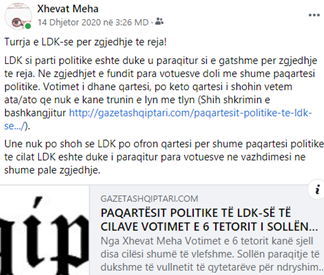 Xhevat Meha
14 Dhjetor 2020 në 3:26 MD ·
Turrja e LDK-se per zgjedhje te reja!
LDK si parti politike eshte duke u paraqitur si e gatshme per zgjedhje
te reja. Ne zgjedhjet e fundit para votuesve doli me shume paqartesi
politike. Votimet i dhane qartesi, po keto qartesi i shohin vetem
ata/ato qe nuk e kane trunin e lyn me tlyn (Shih shkrimin e
bashkangjitur http://gazetashqiptari.com/paqartesit-politike-te-ldk-
se.../).
Une nuk po shoh se LDK po ofron qartesi per shume paqartesi politike
te cilat LDK eshte duke i paraqitur para votuesve ne vazhdimesi ne
shume pale zgjedhje.
GAZETASHQIPTARI.COM
PAQARTËSIT POLITIKE TË LDK-SË TË
CILAVE VOTIMET E 6 TETORIT I SOLLËN...
Nga Xhevat Meha Votimet e 6 tetorit kanë sjell
disa cilësi shumë të vlefshme. Sollën paraqitje të
dukshme të vullnetit të qytetarëve për ndryshim.